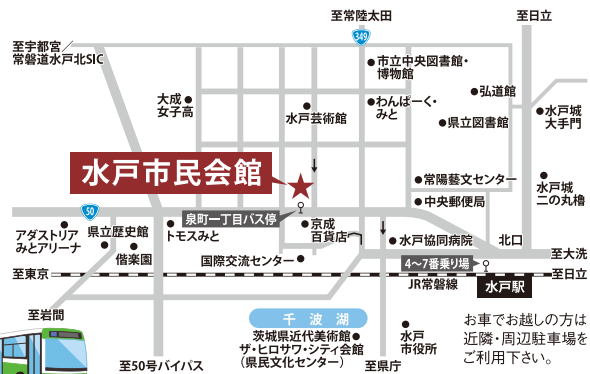 至常陸太田
至日立
349
至宇都宮／
常磐道水戸北SIC
市立中央図書館・
博物館
大成
女子高
水戸芸術館
わんぱーく・
みと
弘道館
県立図書館
水戸城
大手門
水戸市民会館
常陽藝文センター
中央郵便局
水戸城
二の丸櫓
50
泉町一丁目バス停
アダストリア
みとアリーナ
県立歴史館
偕楽園
トモスみと
京成
百貨店
国際交流センター
水戸協同病院
北口
4〜7番乗り場
至大洗
至東京
JR常磐線
水戸駅
至日立
至岩間
千波湖
茨城県近代美術館
ザ・ヒロサワ・シティ会館
（県民文化センター）
水戸
市役所
至50号バイパス
至県庁
お車でお越しの方は
近隣・周辺駐車場を
ご利用下さい。